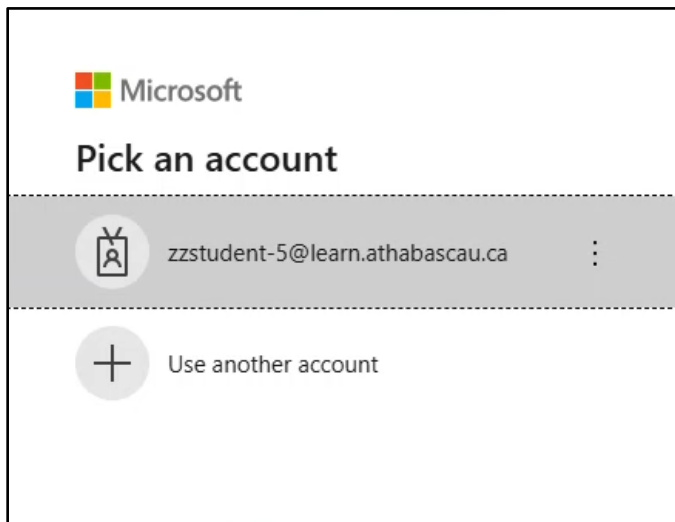 Microsoft
Pick an account
zzstudent-5@learn.athabascau.ca
Use another account